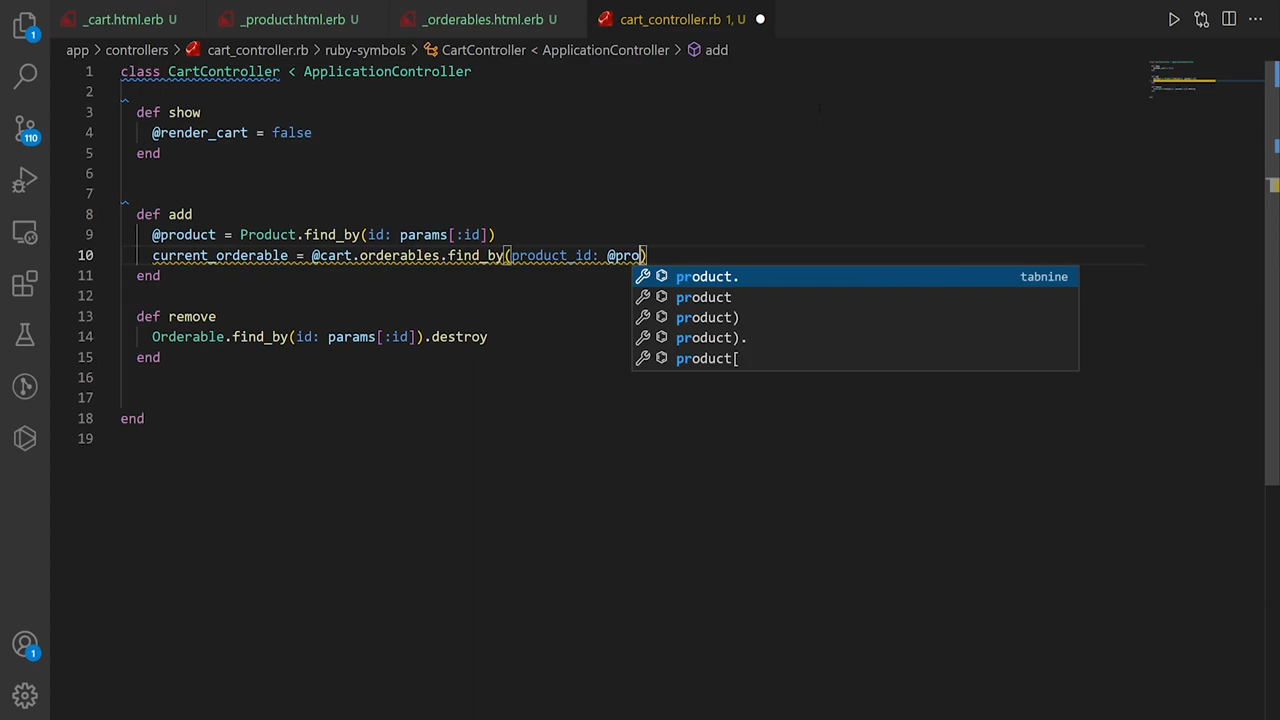 _cart.html.erb U
_product.html.erb U
_orderables.html.erb U
cart_controller.rb 1, U
app > controllers > cart_controller.rb > ruby-symbols > CartController < ApplicationController > add
1 class CartController < ApplicationController
2
3 def show
4 @render_cart = false
5 end
6
7
8 def add
9 @product = Product.find_by(id: params[:id])
10 current_orderable = @cart.orderables.find_by(product_id: @pro)
11 end
12
13 def remove
14 Orderable.find_by(id: params[:id]).destroy
15 end
16
17
18 end
19
product. tabnine
product
product)
product).
product[
1
110
1